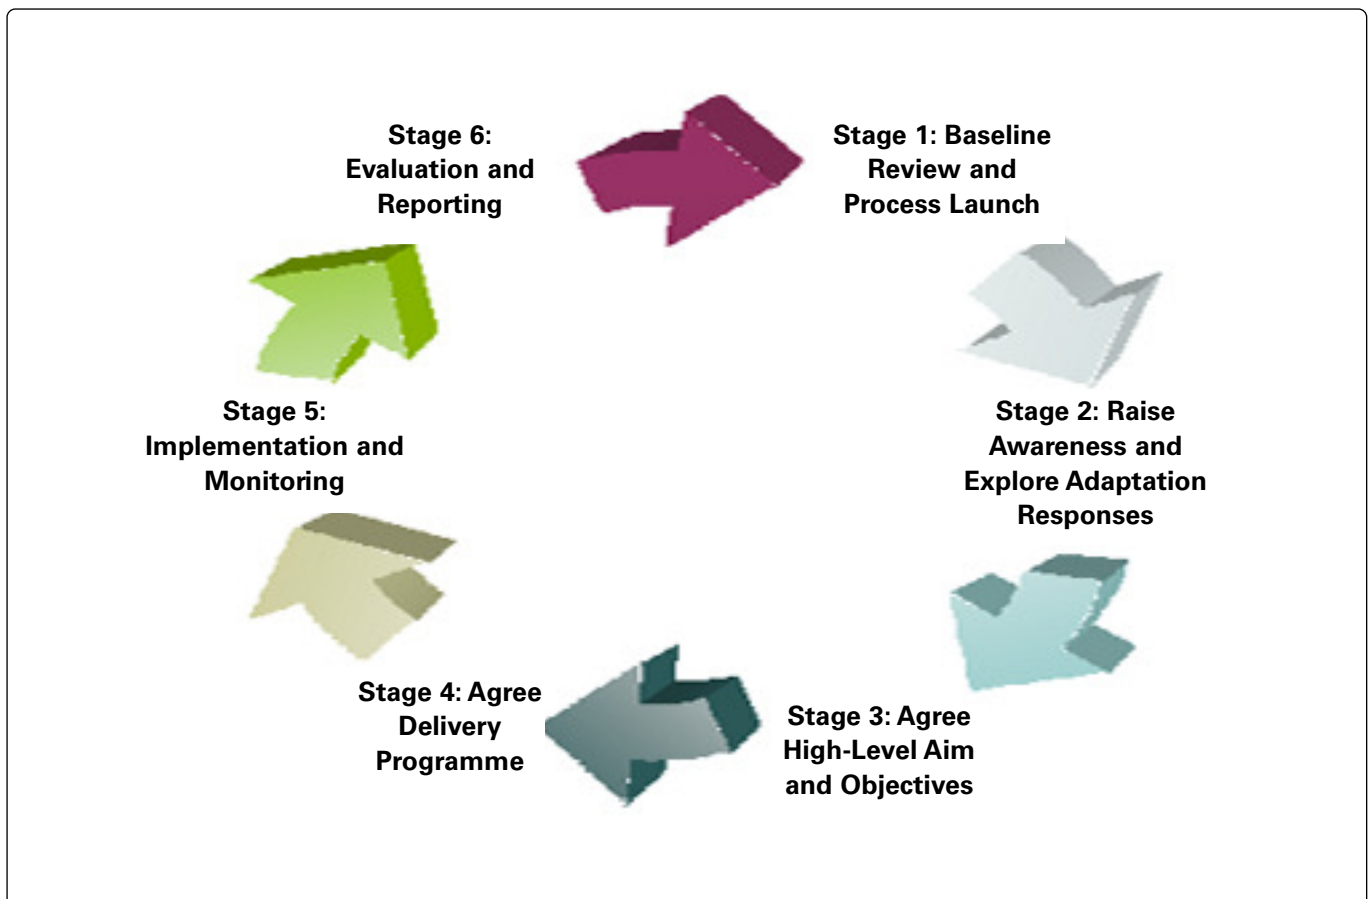 Stage 6:
Evaluation and
Reporting
Stage 1: Baseline
Review and
Process Launch
Stage 5:
Implementation and
Monitoring
Stage 2: Raise
Awareness and
Explore Adaptation
Responses
Stage 4: Agree
Delivery
Programme
Stage 3: Agree
High-Level Aim
and Objectives